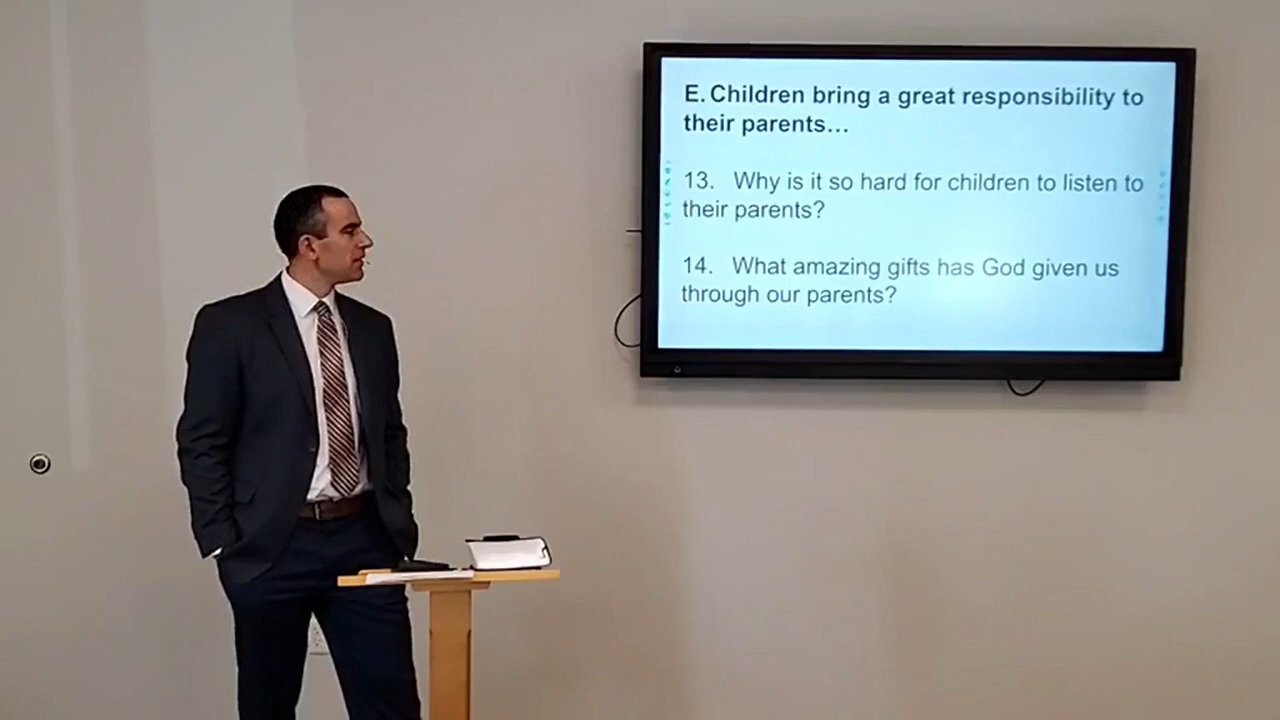 E. Children bring a great responsibility to
their parents...
13. Why is it so hard for children to listen to
their parents?
14. What amazing gifts has God given us
through our parents?